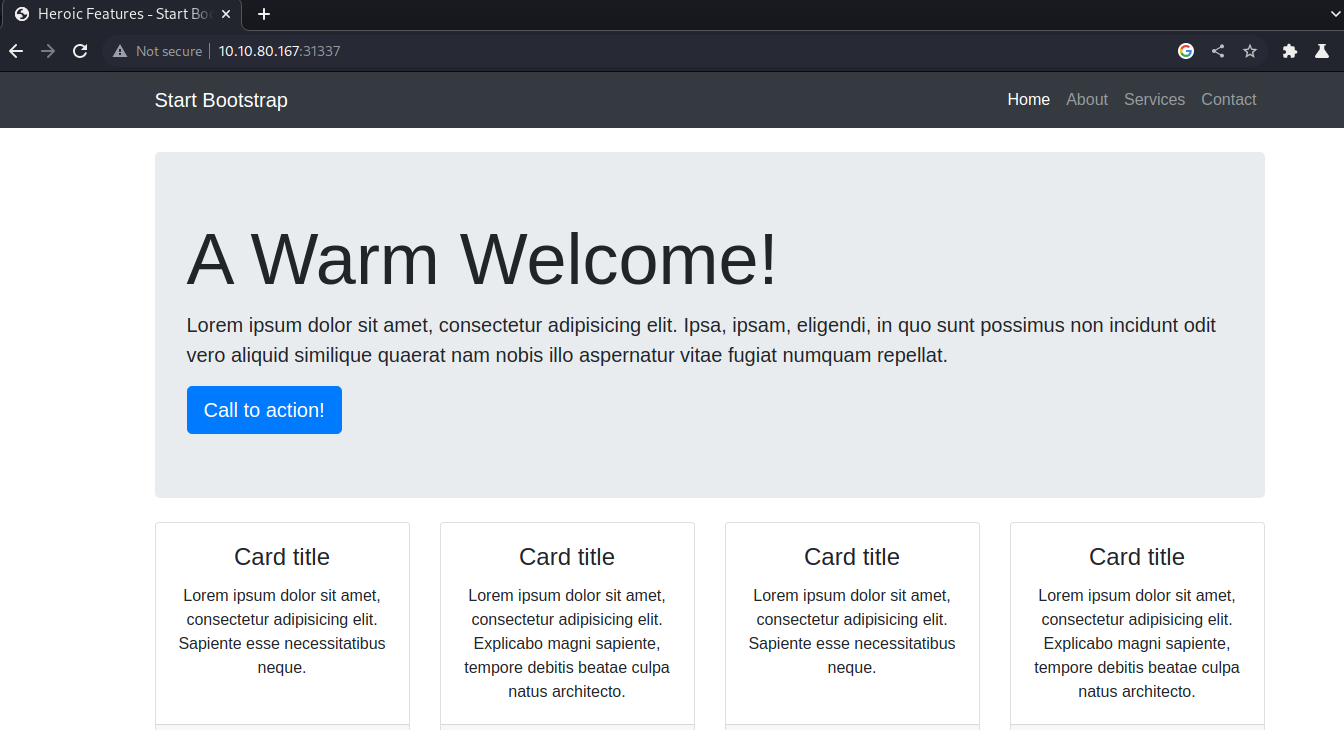 Heroic Features - Start Bo
Not secure 10.10.80.167:31337
Start Bootstrap
Home About Services Contact
A Warm Welcome!
Lorem ipsum dolor sit amet, consectetur adipisicing elit. Ipsa, ipsam, eligendi, in quo sunt possimus non incidunt odit
vero aliquid similique quaerat nam nobis illo aspernatur vitae fugiat numquam repellat.
Call to action!
Card title
Lorem ipsum dolor sit amet,
consectetur adipisicing elit.
Sapiente esse necessitatibus
neque.
Card title
Lorem ipsum dolor sit amet,
consectetur adipisicing elit.
Explicabo magni sapiente,
tempore debitis beatae culpa
natus architecto.
Card title
Lorem ipsum dolor sit amet,
consectetur adipisicing elit.
Sapiente esse necessitatibus
neque.
Card title
Lorem ipsum dolor sit amet,
consectetur adipisicing elit.
Explicabo magni sapiente,
tempore debitis beatae culpa
natus architecto.